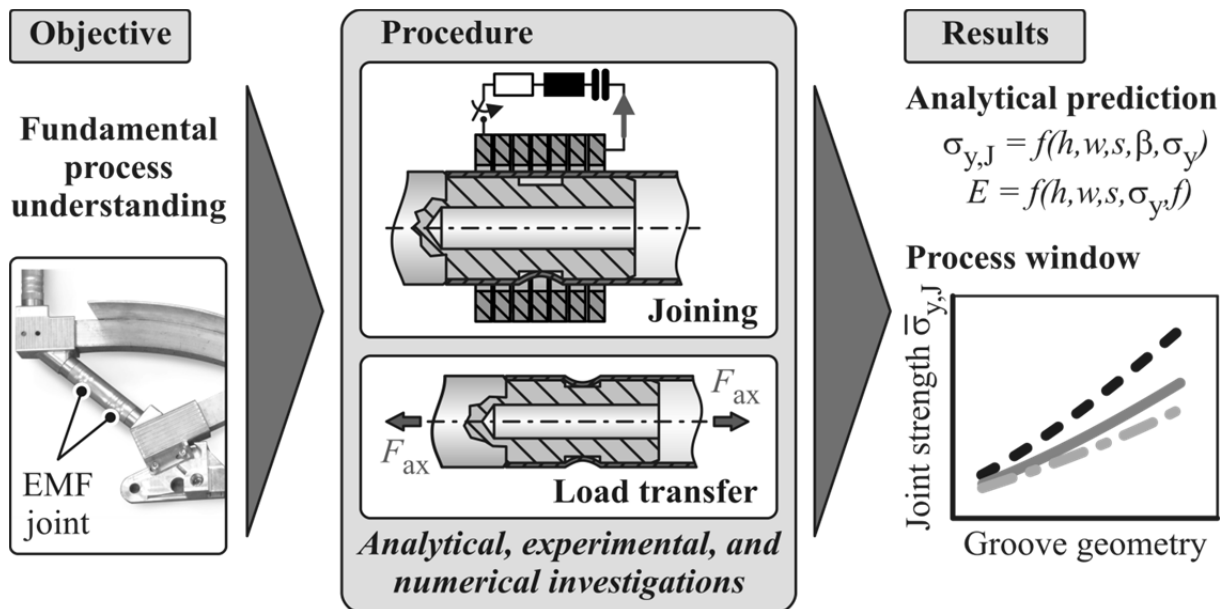 Objective
Fundamental
process
understanding
EMF
joint
Procedure
Joining
F_ax
F_ax
Load transfer
Analytical, experimental, and
numerical investigations
Results
Analytical prediction
σ_y,J = f(h,w,s,β,σ_y)
E = f(h,w,s,σ_y,f)
Process window
Joint strength σ̅_y,J
Groove geometry